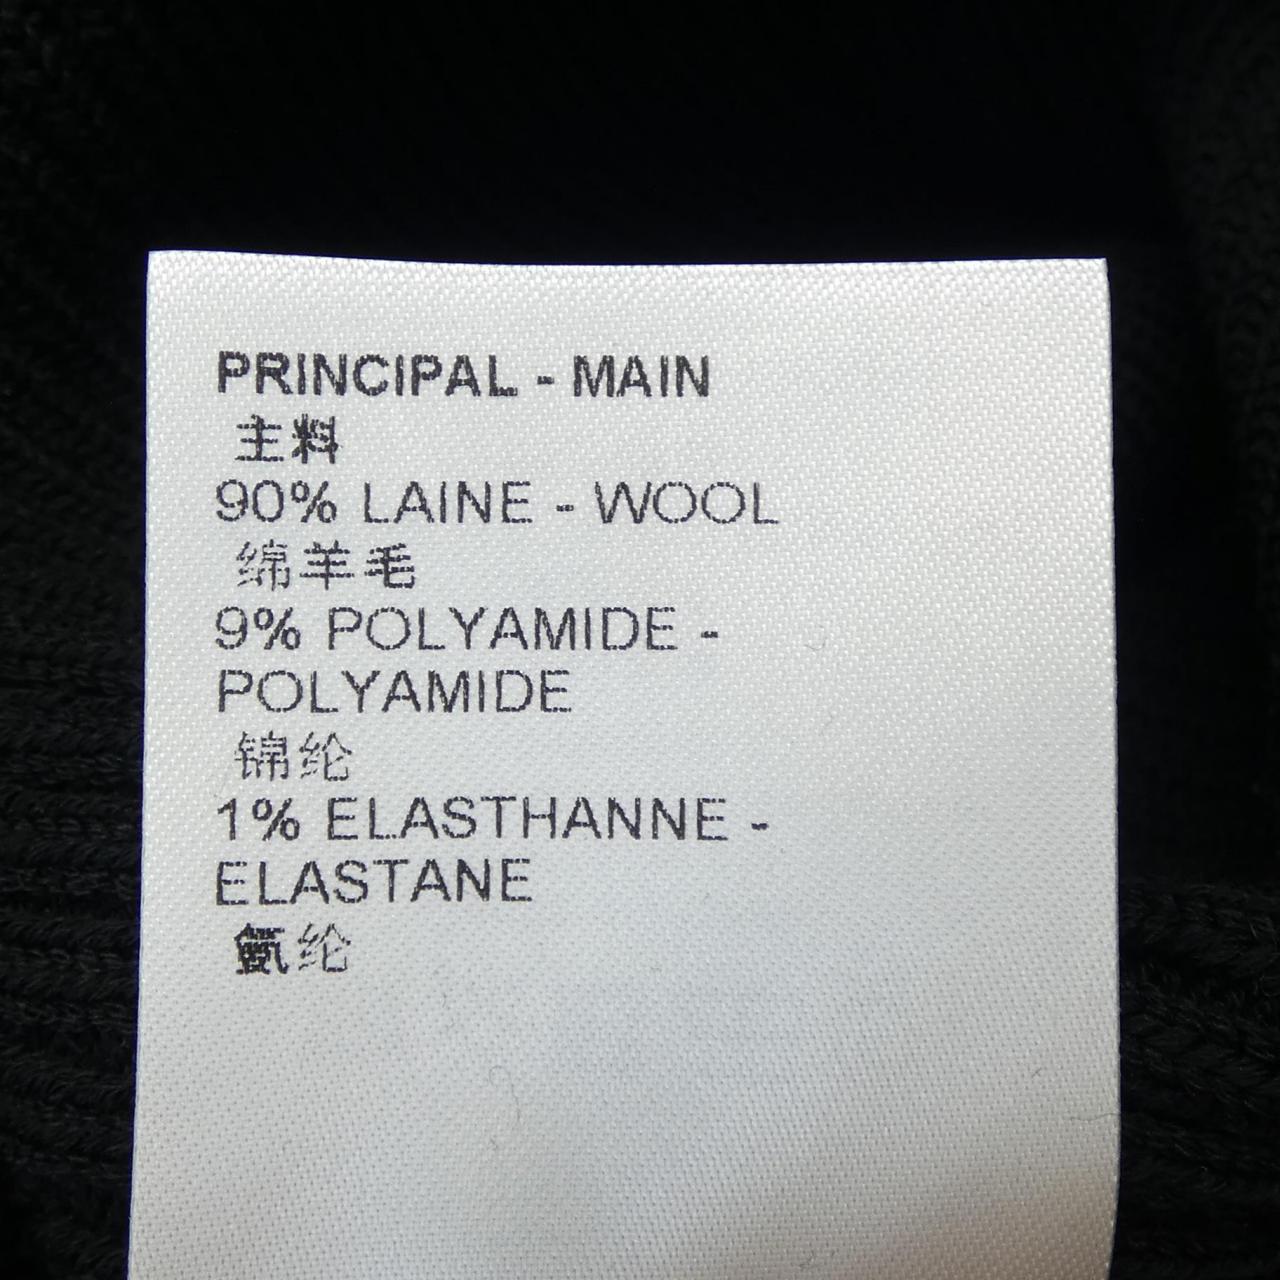 PRINCIPAL - MAIN
主料
90% LAINE - WOOL
绵羊毛
9% POLYAMIDE -
POLYAMIDE
锦纶
1% ELASTHANNE -
ELASTANE
氨纶